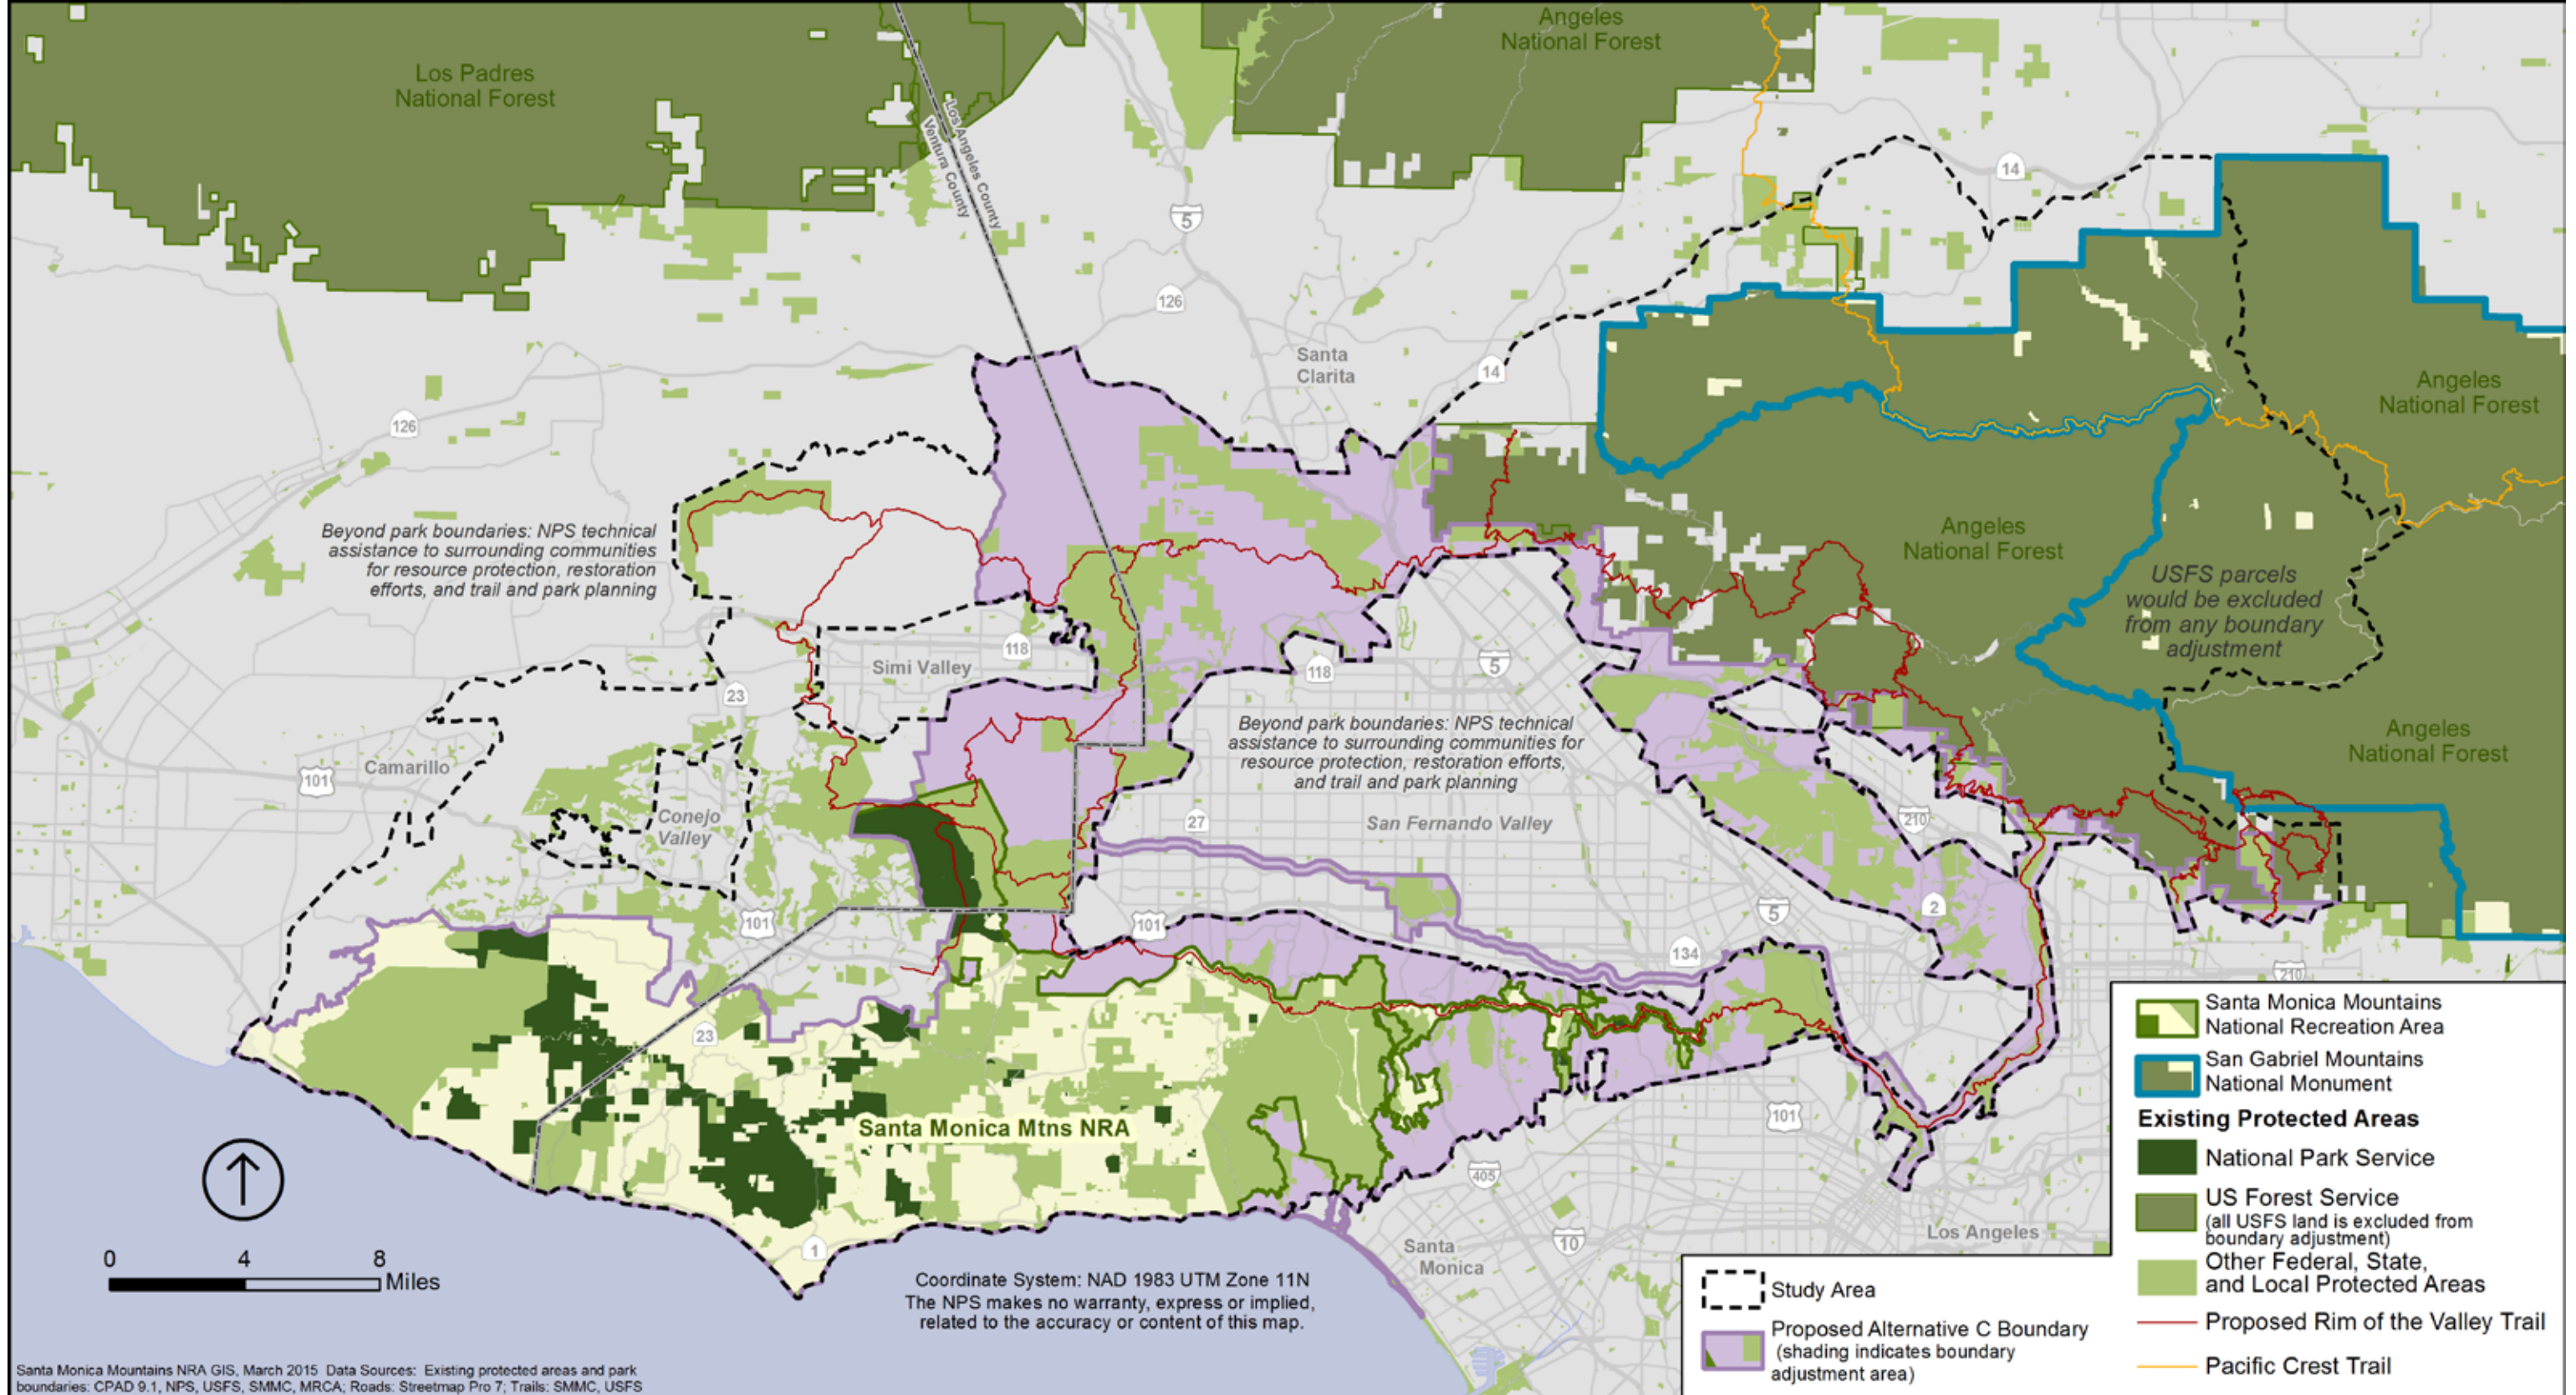 Los Padres
National Forest
Angeles
National Forest
Los Angeles County
Ventura County
14
5
126
Santa
Clarita
14
126
Angeles
National Forest
Beyond park boundaries: NPS technical
assistance to surrounding communities
for resource protection, restoration
efforts, and trail and park planning
Angeles
National Forest
USFS parcels
would be excluded
from any boundary
adjustment
118
Simi Valley
118
5
23
Beyond park boundaries: NPS technical
assistance to surrounding communities for
resource protection, restoration efforts,
and trail and park planning
Angeles
National Forest
101
Camarillo
Conejo
Valley
27
San Fernando Valley
210
101
101
5
2
134
210
23
Santa Monica Mtns NRA
101
405
1
10
Santa
Monica
Los Angeles
0 4 8
Miles
Coordinate System: NAD 1983 UTM Zone 11N
The NPS makes no warranty, express or implied,
related to the accuracy or content of this map.
Santa Monica Mountains NRA GIS, March 2015 Data Sources: Existing protected areas and park
boundaries: CPAD 9.1, NPS, USFS, SMMC, MRCA; Roads: Streetmap Pro 7; Trails: SMMC, USFS
Study Area
Proposed Alternative C Boundary
(shading indicates boundary
adjustment area)
Santa Monica Mountains
National Recreation Area
San Gabriel Mountains
National Monument
Existing Protected Areas
National Park Service
US Forest Service
(all USFS land is excluded from
boundary adjustment)
Other Federal, State,
and Local Protected Areas
Proposed Rim of the Valley Trail
Pacific Crest Trail